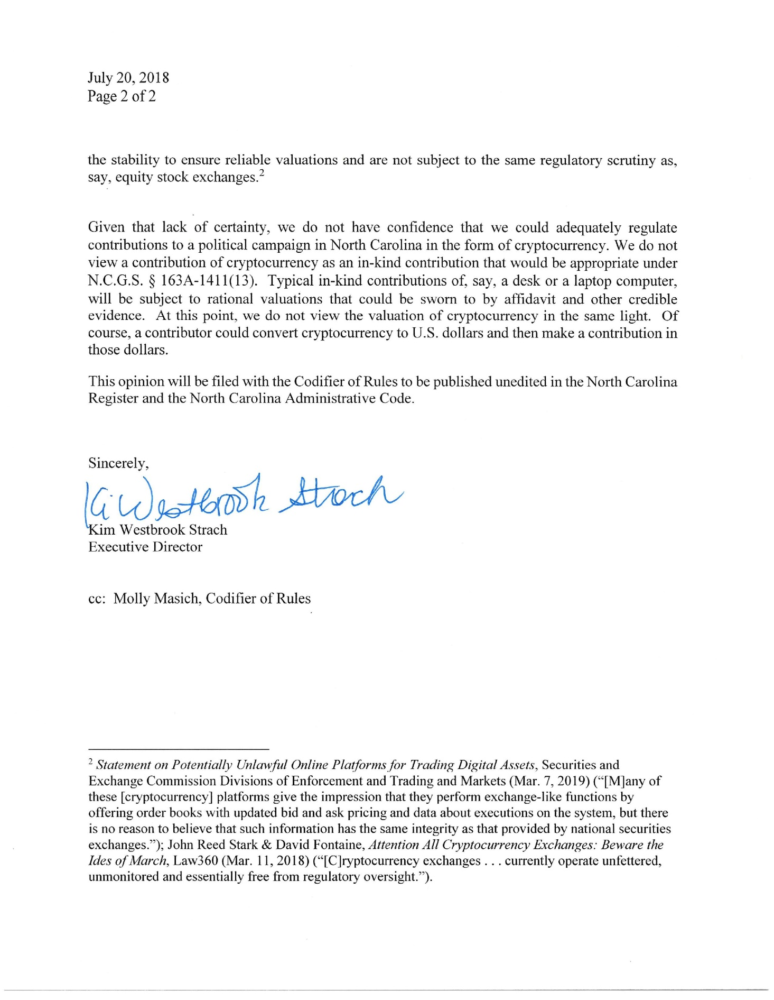 July 20, 2018
Page 2 of 2
the stability to ensure reliable valuations and are not subject to the same regulatory scrutiny as,
say, equity stock exchanges.2
Given that lack of certainty, we do not have confidence that we could adequately regulate
contributions to a political campaign in North Carolina in the form of cryptocurrency. We do not
view a contribution of cryptocurrency as an in-kind contribution that would be appropriate under
N.C.G.S. § 163A-1411(13).  Typical in-kind contributions of, say, a desk or a laptop computer,
will be subject to rational valuations that could be sworn to by affidavit and other credible
evidence.  At this point, we do not view the valuation of cryptocurrency in the same light.  Of
course, a contributor could convert cryptocurrency to U.S. dollars and then make a contribution in
those dollars.
This opinion will be filed with the Codifier of Rules to be published unedited in the North Carolina
Register and the North Carolina Administrative Code.
Sincerely,
Ki Westbrook Strach
Kim Westbrook Strach
Executive Director
cc:  Molly Masich, Codifier of Rules
2 Statement on Potentially Unlawful Online Platforms for Trading Digital Assets, Securities and
Exchange Commission Divisions of Enforcement and Trading and Markets (Mar. 7, 2019) (“[M]any of
these [cryptocurrency] platforms give the impression that they perform exchange-like functions by
offering order books with updated bid and ask pricing and data about executions on the system, but there
is no reason to believe that such information has the same integrity as that provided by national securities
exchanges.”); John Reed Stark & David Fontaine, Attention All Cryptocurrency Exchanges: Beware the
Ides of March, Law360 (Mar. 11, 2018) (“[C]ryptocurrency exchanges . . . currently operate unfettered,
unmonitored and essentially free from regulatory oversight.”).